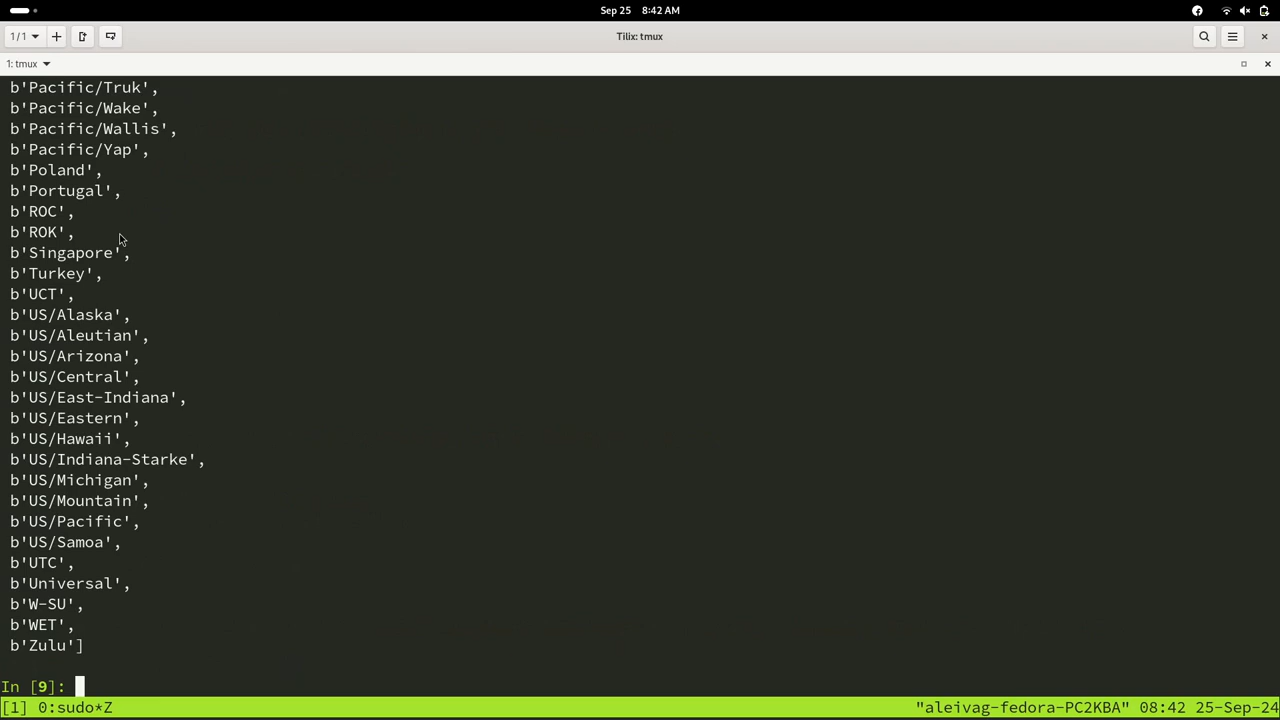 Sep 25 8:42 AM
1/1
Tilix: tmux
1: tmux
b'Pacific/Truk',
b'Pacific/Wake',
b'Pacific/Wallis',
b'Pacific/Yap',
b'Poland',
b'Portugal',
b'ROC',
b'ROK',
b'Singapore',
b'Turkey',
b'UCT',
b'US/Alaska',
b'US/Aleutian',
b'US/Arizona',
b'US/Central',
b'US/East-Indiana',
b'US/Eastern',
b'US/Hawaii',
b'US/Indiana-Starke',
b'US/Michigan',
b'US/Mountain',
b'US/Pacific',
b'US/Samoa',
b'UTC',
b'Universal',
b'W-SU',
b'WET',
b'Zulu']
In [9]:
[1] 0:sudo*Z "aleivag-fedora-PC2KBA" 08:42 25-Sep-24